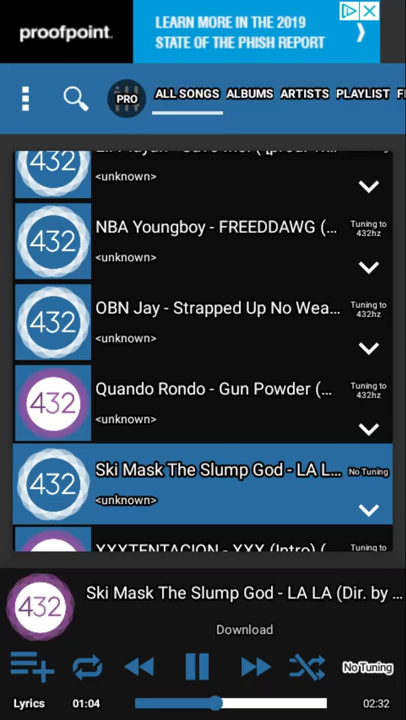 proofpoint.
LEARN MORE IN THE 2019
STATE OF THE PHISH REPORT
PRO
ALL SONGS ALBUMS ARTISTS PLAYLIST
432
<unknown>
432
NBA Youngboy - FREEDDAWG (...
Tuning to
432hz
<unknown>
432
OBN Jay - Strapped Up No Wea...
Tuning to
432hz
<unknown>
432
Quando Rondo - Gun Powder (...
Tuning to
432hz
<unknown>
432
Ski Mask The Slump God - LA L...
No Tuning
<unknown>
XXXTENTACION - XXX (Intro) (
Tuning to
432
Ski Mask The Slump God - LA LA (Dir. by ...
Download
No Tuning
Lyrics 01:04 02:32